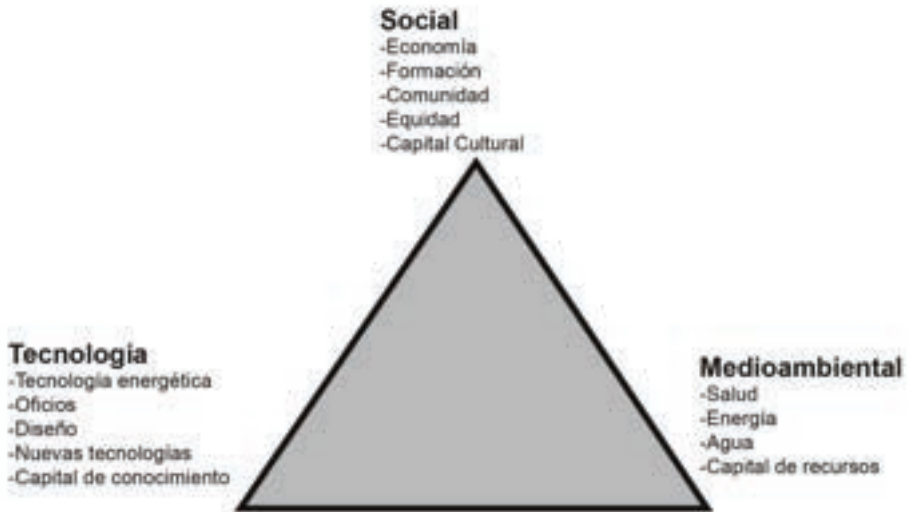 Social
-Economía
-Formación
-Comunidad
-Equidad
-Capital Cultural
Tecnologia
-Tecnología energética
-Oficios
-Diseño
-Nuevas tecnologías
-Capital de conocimiento
Medioambiental
-Salud
-Energía
-Agua
-Capital de recursos